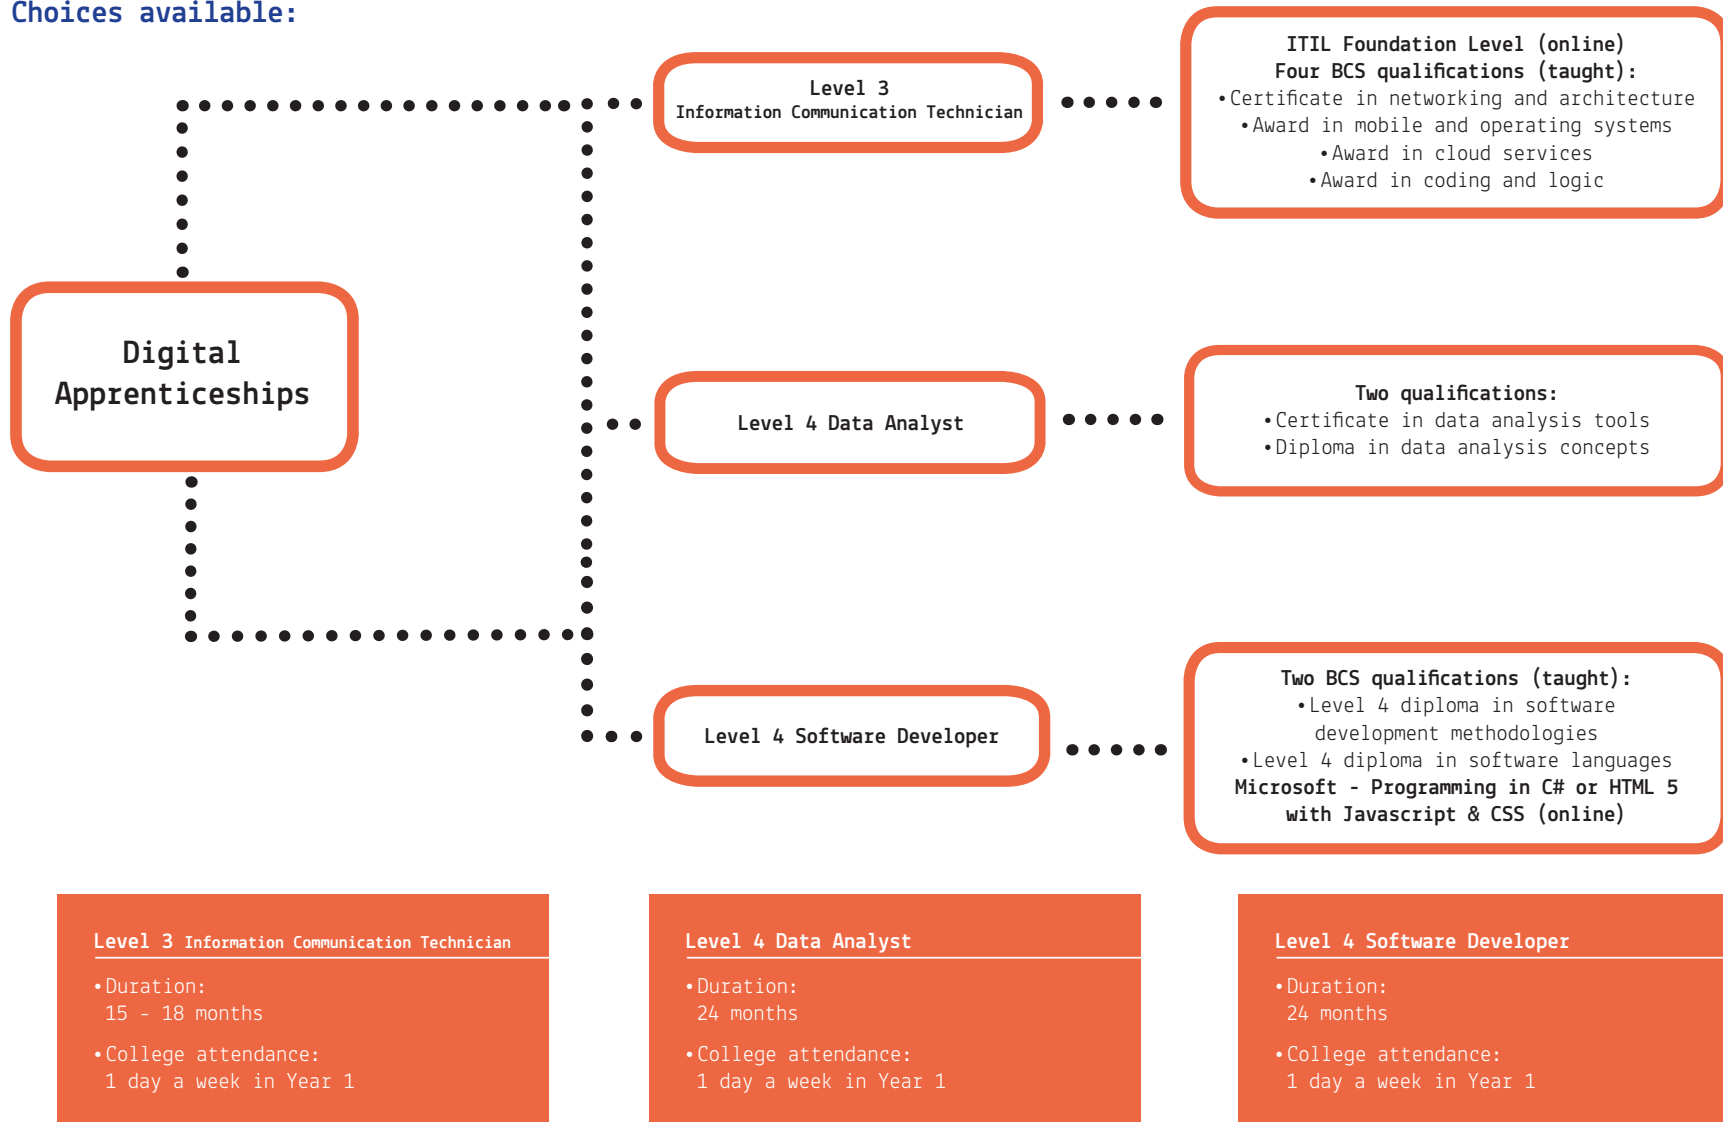 Choices available:
Digital
Apprenticeships
Level 3
Information Communication Technician
ITIL Foundation Level (online)
Four BCS qualifications (taught):
•Certificate in networking and architecture
•Award in mobile and operating systems
•Award in cloud services
•Award in coding and logic
Level 4 Data Analyst
Two qualifications:
•Certificate in data analysis tools
•Diploma in data analysis concepts
Level 4 Software Developer
Two BCS qualifications (taught):
•Level 4 diploma in software
development methodologies
•Level 4 diploma in software languages
Microsoft - Programming in C# or HTML 5
with Javascript & CSS (online)
Level 3 Information Communication Technician
•Duration:
15 - 18 months
•College attendance:
1 day a week in Year 1
Level 4 Data Analyst
•Duration:
24 months
•College attendance:
1 day a week in Year 1
Level 4 Software Developer
•Duration:
24 months
•College attendance:
1 day a week in Year 1